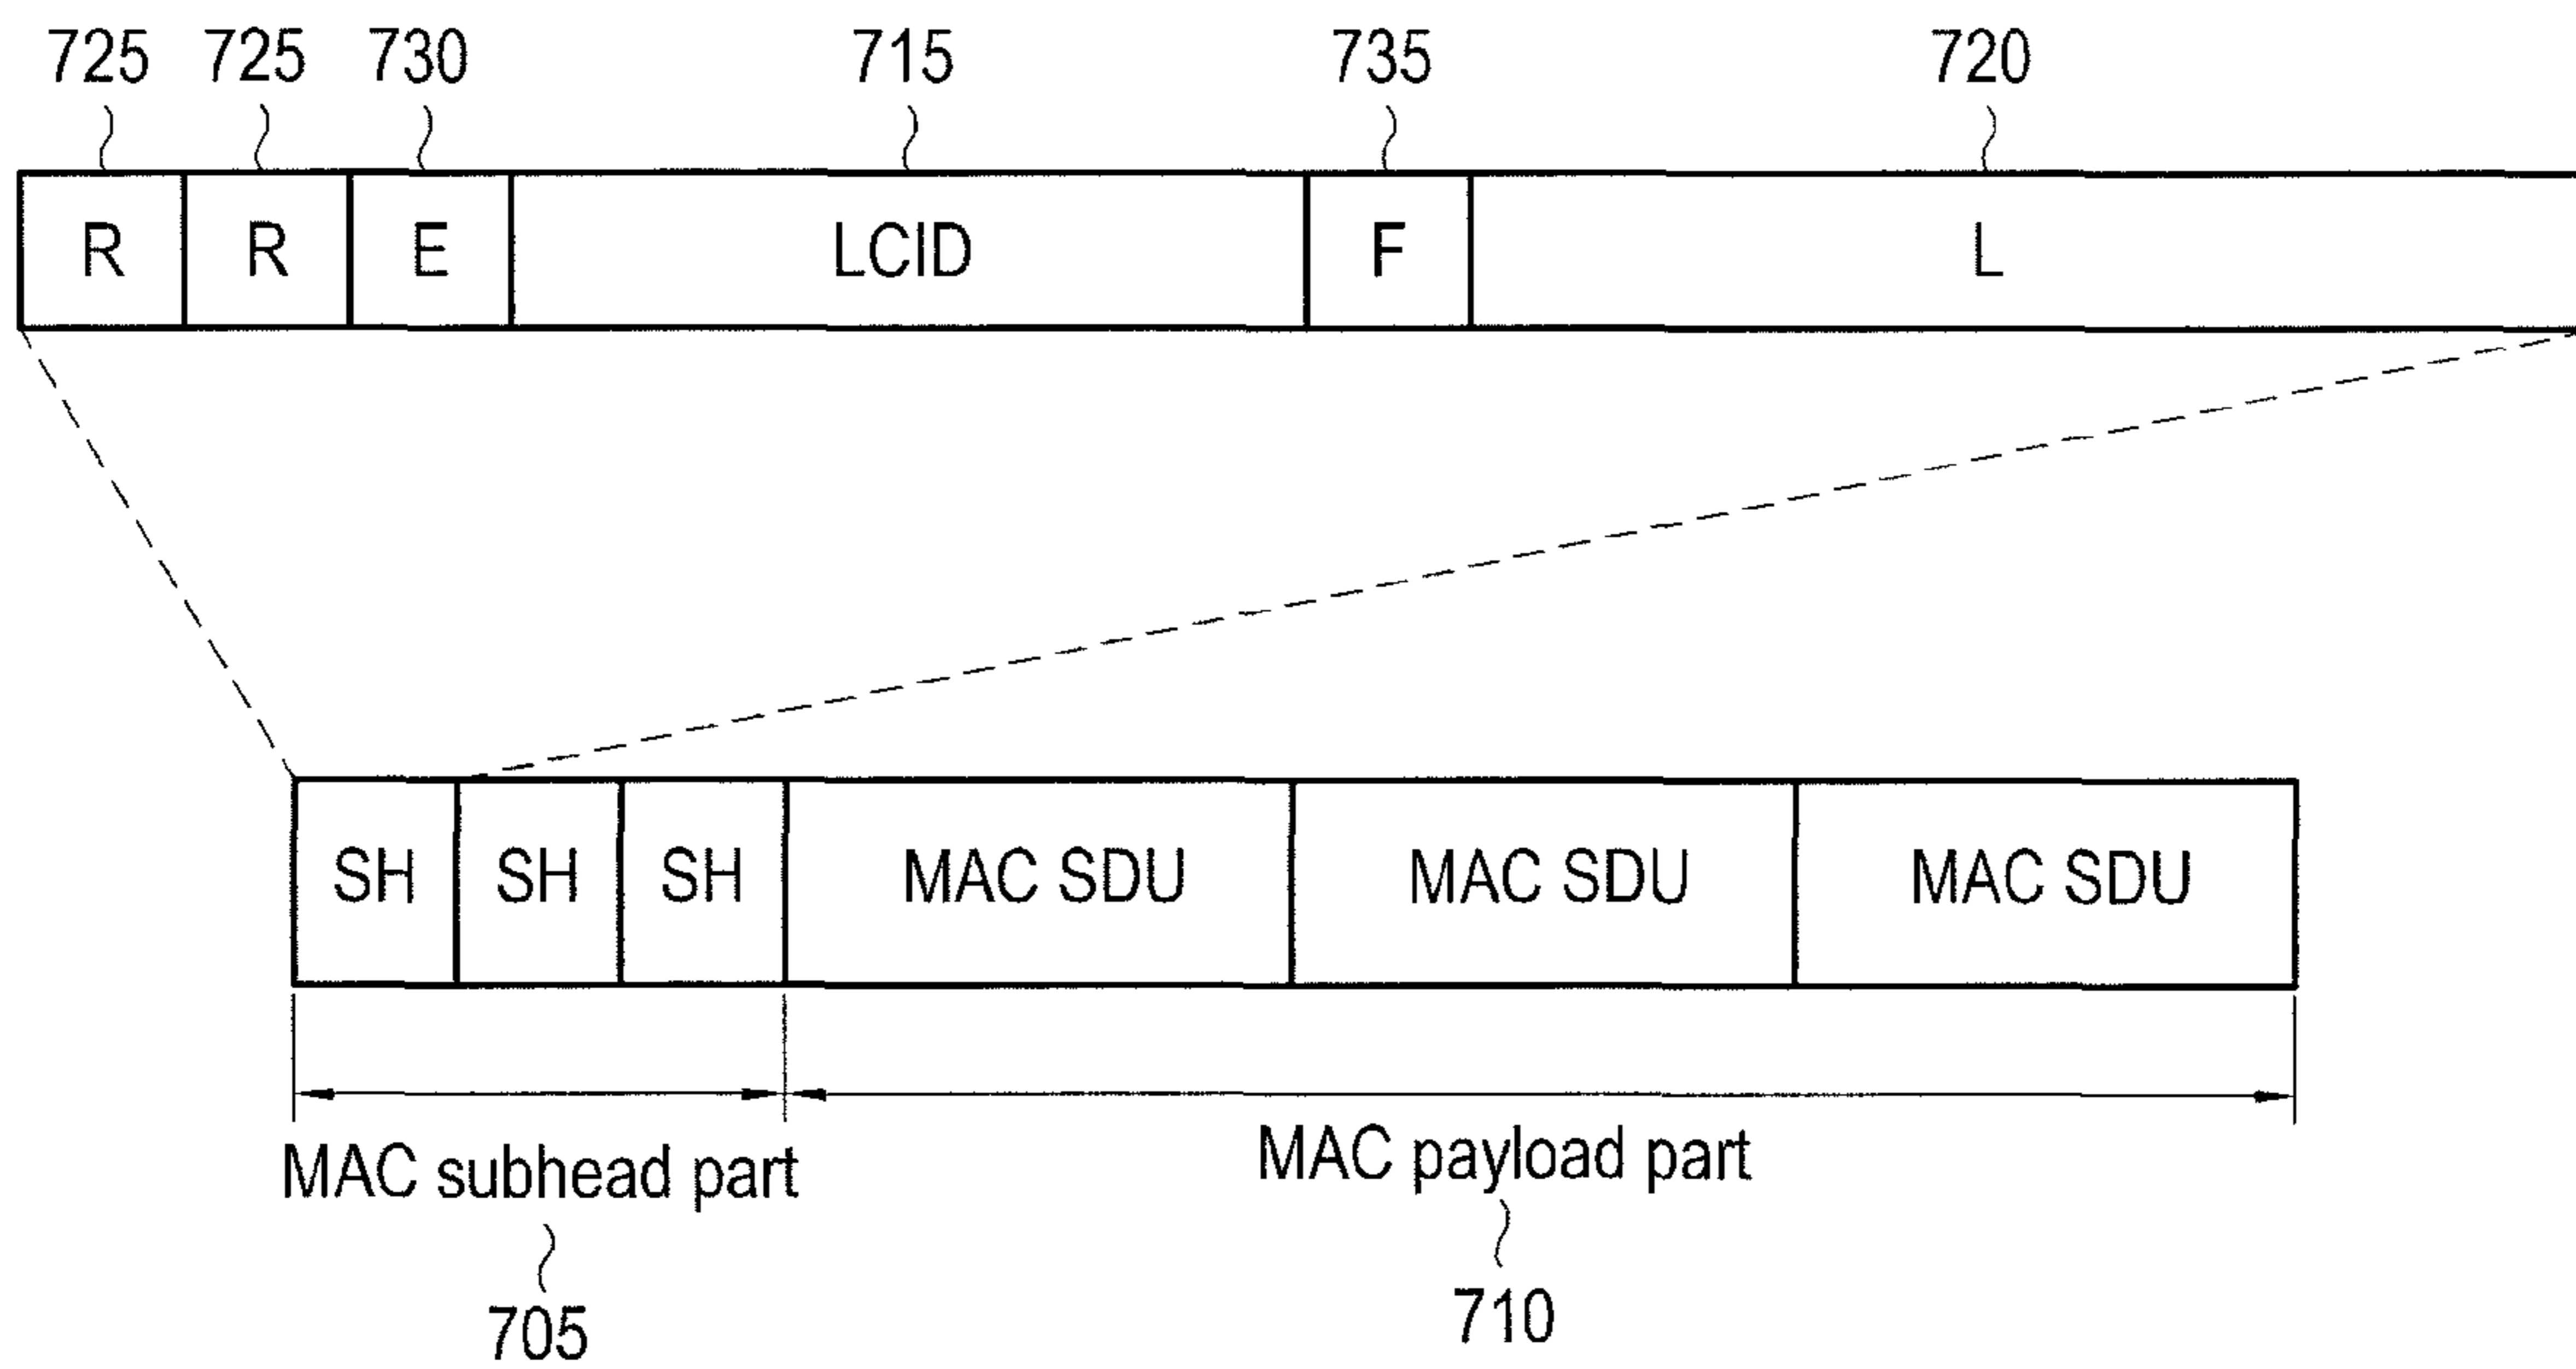 725 725 730 715 735 720
R R E LCID F L
SH SH SH MAC SDU MAC SDU MAC SDU
MAC subhead part MAC payload part
705 710